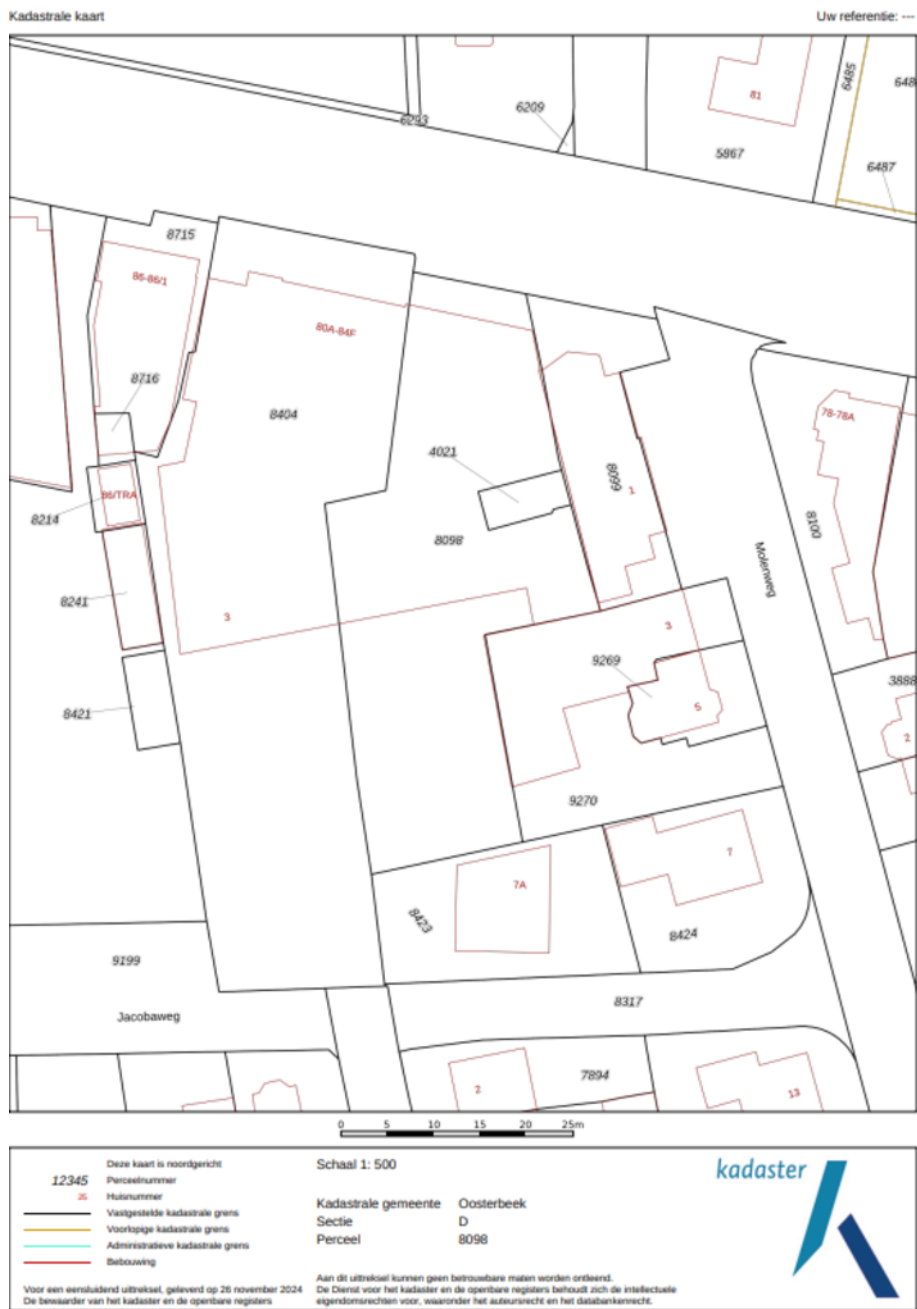 Kadastrale kaart Uw referentie: ---
6293
6209
81
5867
6485
648
6487
8715
86-86/1
80A-84F
8716
8404
4021
8099
1
78-78A
8100
86/TRA
8214
8098
Molenweg
8241
3
3
9269
3888
8421
5
2
9270
7
7A
8423
8424
9199
8317
Jacobaweg
7894
2
13
0 5 10 15 20 25m
Deze kaart is noordgericht
12345 Perceelnummer
25 Huisnummer
Vastgestelde kadastrale grens
Voorlopige kadastrale grens
Administratieve kadastrale grens
Bebouwing
Voor een eensluidend uittreksel, geleverd op 26 november 2024
De bewaarder van het kadaster en de openbare registers
Schaal 1: 500
Kadastrale gemeente Oosterbeek
Sectie D
Perceel 8098
Aan dit uittreksel kunnen geen betrouwbare maten worden ontleend.
De Dienst voor het kadaster en de openbare registers behoudt zich de intellectuele
eigendomsrechten voor, waaronder het auteursrecht en het databankenrecht.
kadaster